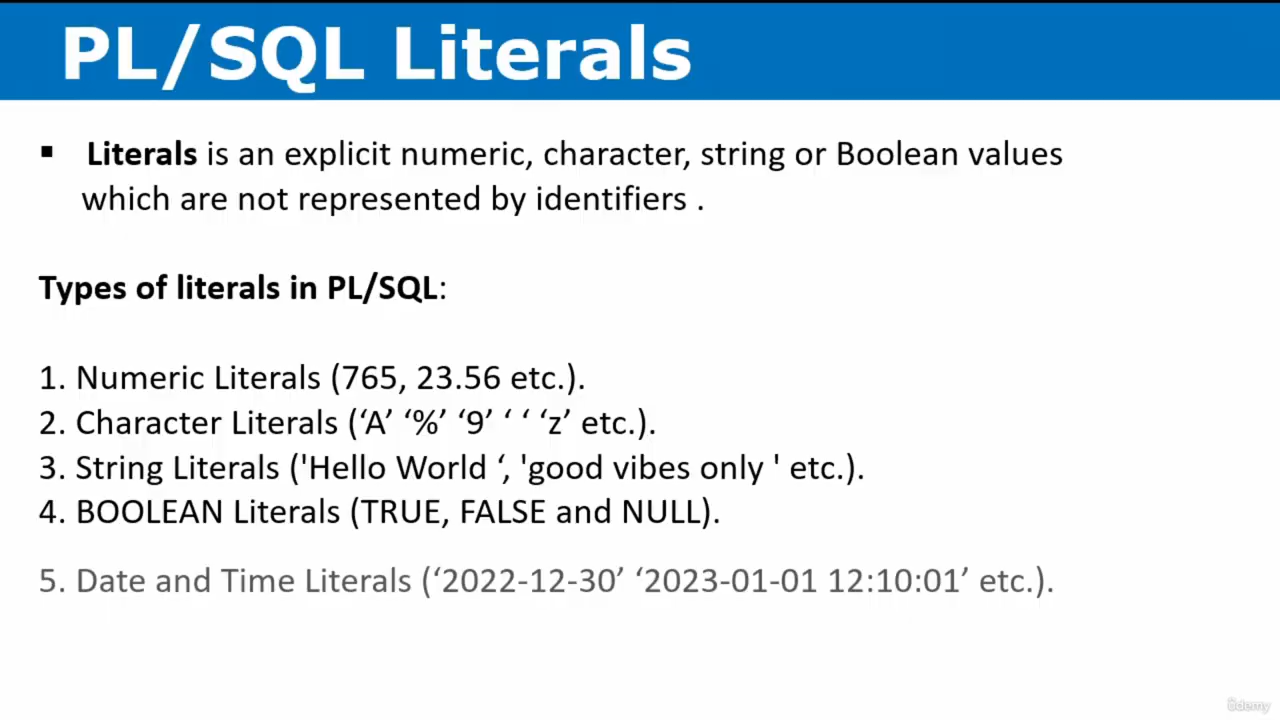 PL/SQL Literals
▪ Literals is an explicit numeric, character, string or Boolean values
which are not represented by identifiers .
Types of literals in PL/SQL:
1. Numeric Literals (765, 23.56 etc.).
2. Character Literals (‘A’ ‘%’ ‘9’ ‘ ‘ ‘z’ etc.).
3. String Literals ('Hello World ‘, 'good vibes only ' etc.).
4. BOOLEAN Literals (TRUE, FALSE and NULL).
5. Date and Time Literals (‘2022-12-30’ ‘2023-01-01 12:10:01’ etc.).
ûdemy